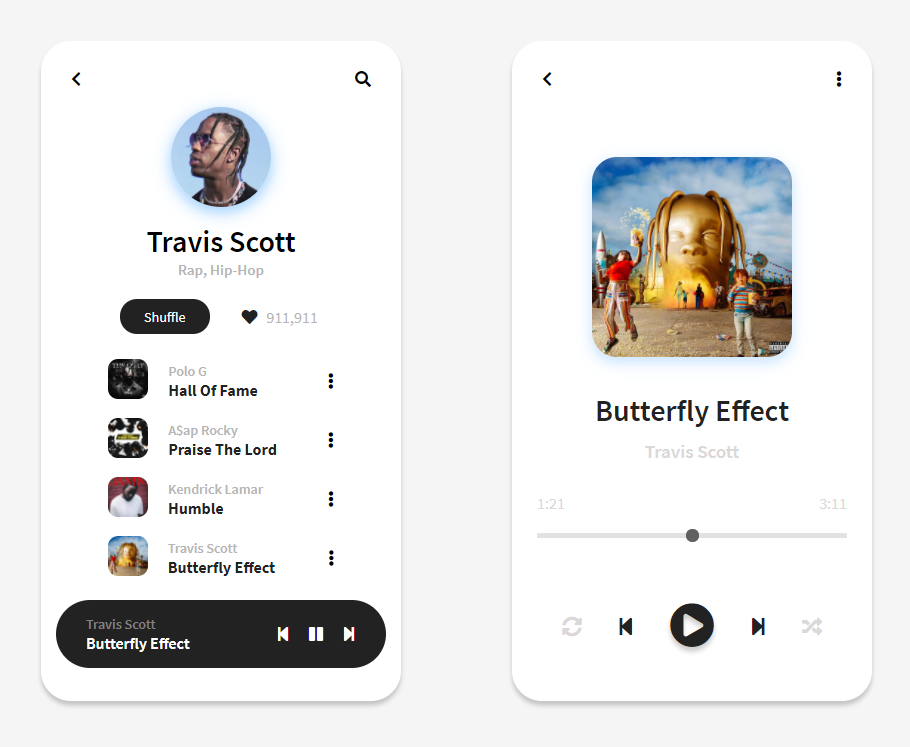 Travis Scott
Rap, Hip-Hop
Shuffle
911,911
Polo G
Hall Of Fame
A$ap Rocky
Praise The Lord
Kendrick Lamar
Humble
Travis Scott
Butterfly Effect
Travis Scott
Butterfly Effect
Butterfly Effect
Travis Scott
1:21
3:11